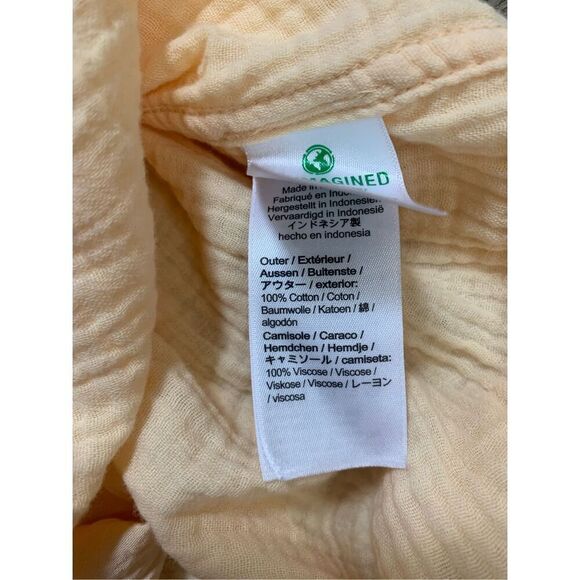 MAGINED
Made in
Fabriqué en Indo
Hergestellt in Indonesien
Vervaardigd in Indonesië
インドネシア製
hecho en indonesia
Outer / Extérieur /
Aussen / Buitenste /
アウター / exterior:
100% Cotton / Coton /
Baumwolle / Katoen / 綿 /
algodón
Camisole / Caraco /
Hemdchen / Hemdje /
キャミソール / camiseta:
100% Viscose / Viscose /
Viskose / Viscose / レーヨン
/ viscosa